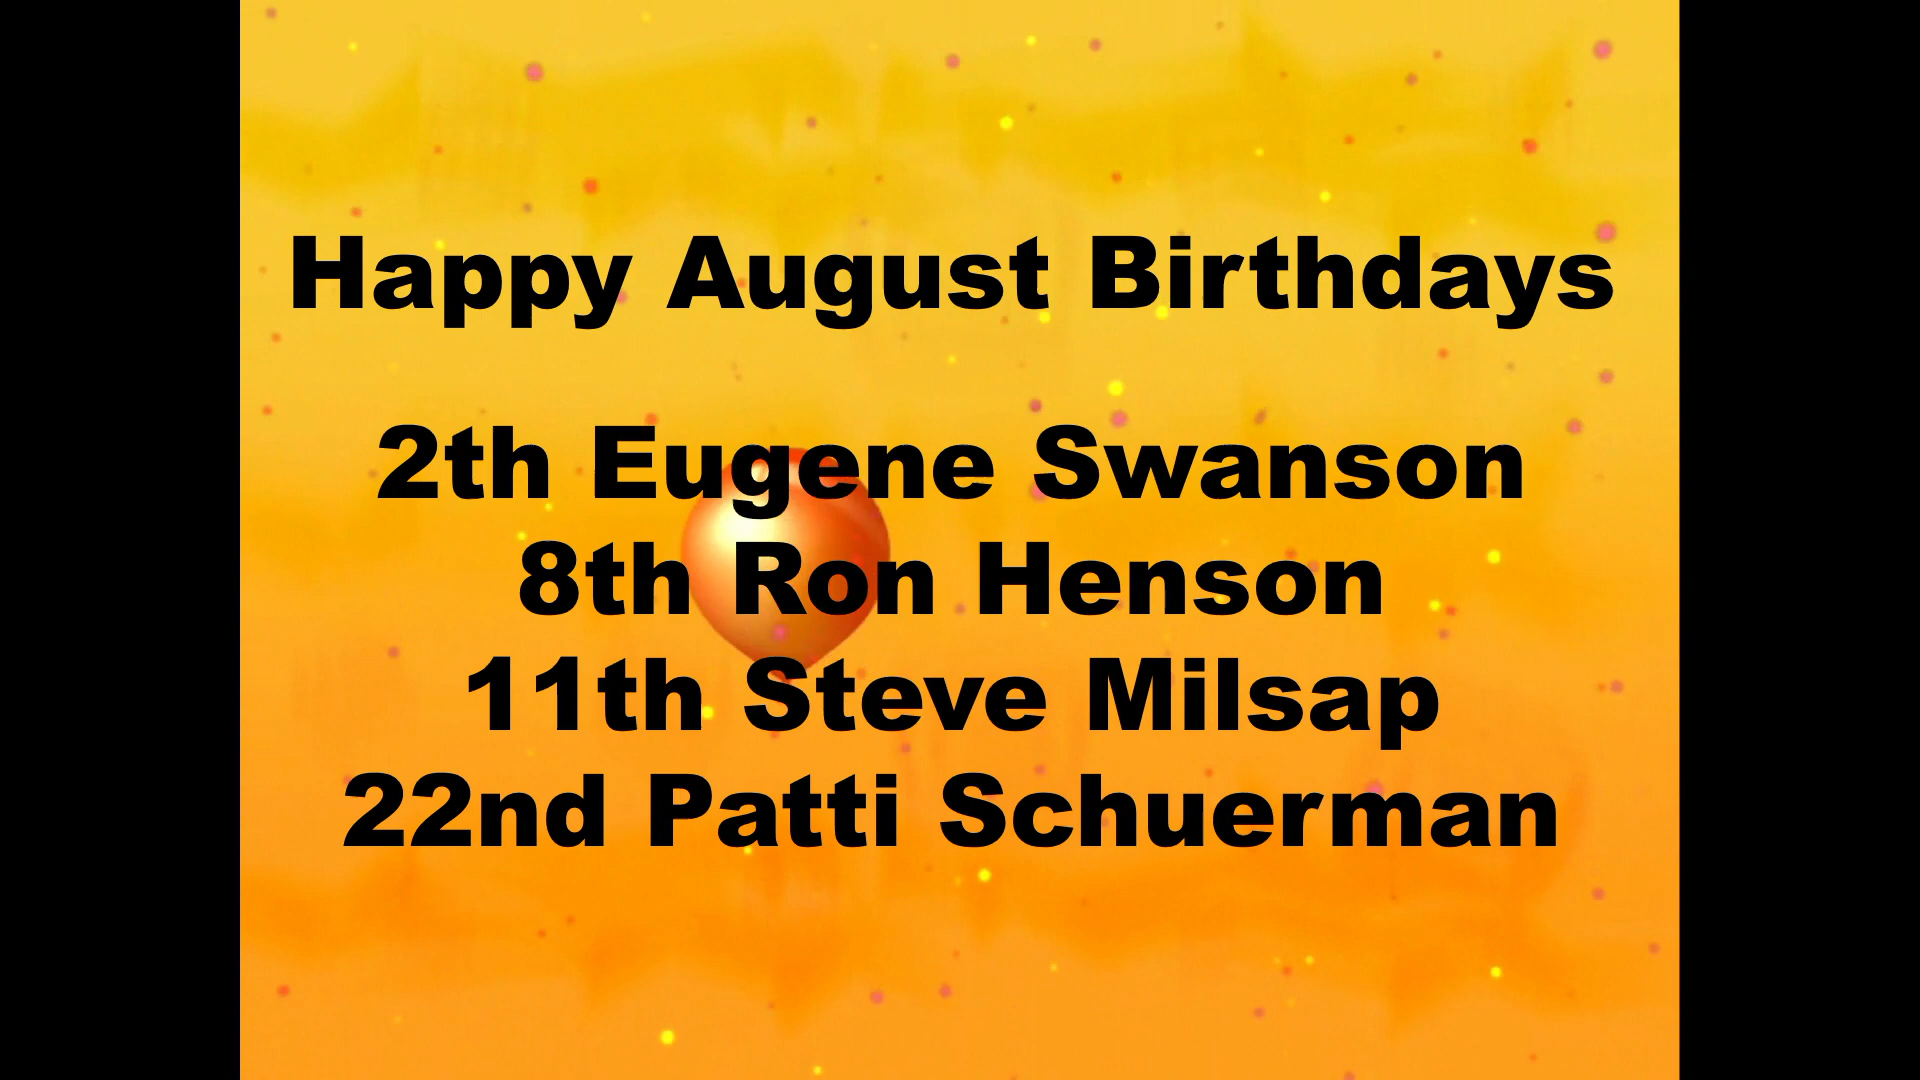 Happy August Birthdays
2th Eugene Swanson
8th Ron Henson
11th Steve Milsap
22nd Patti Schuerman